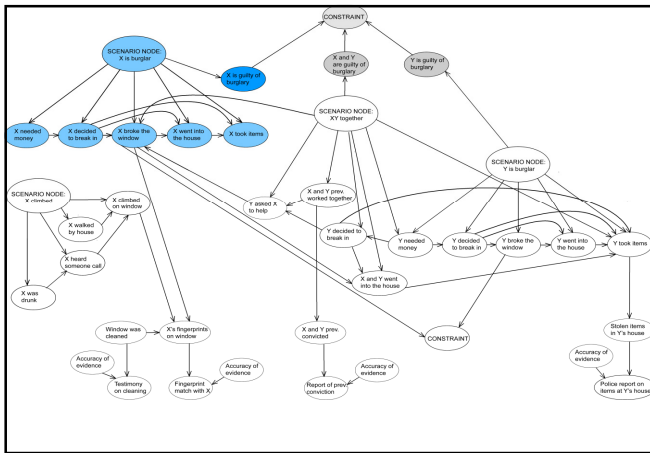 CONSTRAINT
SCENARIO NODE:
X is burglar
X is guilty of
burglary
X and Y
are guilty of
burglary
Y is guilty of
burglary
SCENARIO NODE:
XY together
X needed
money
X decided
to break in
X broke the
window
X went into
the house
X took items
SCENARIO NODE:
Y is burglar
SCENARIO NODE:
X climbed
X climbed
on window
X walked
by house
X heard
someone call
X was
drunk
Y asked X
to help
X and Y prev.
worked together
Y decided to
break in
Y needed
money
Y decided
to break in
Y broke the
window
Y went into
the house
Y took items
X and Y went
into the house
Window was
cleaned
X's fingerprints
on window
X and Y prev.
convicted
CONSTRAINT
Stolen items
in Y's house
Accuracy of
evidence
Testimony
on cleaning
Accuracy of
evidence
Fingerprint
match with X
Accuracy of
evidence
Report of prev.
conviction
Accuracy of
evidence
Police report on
items at Y's house